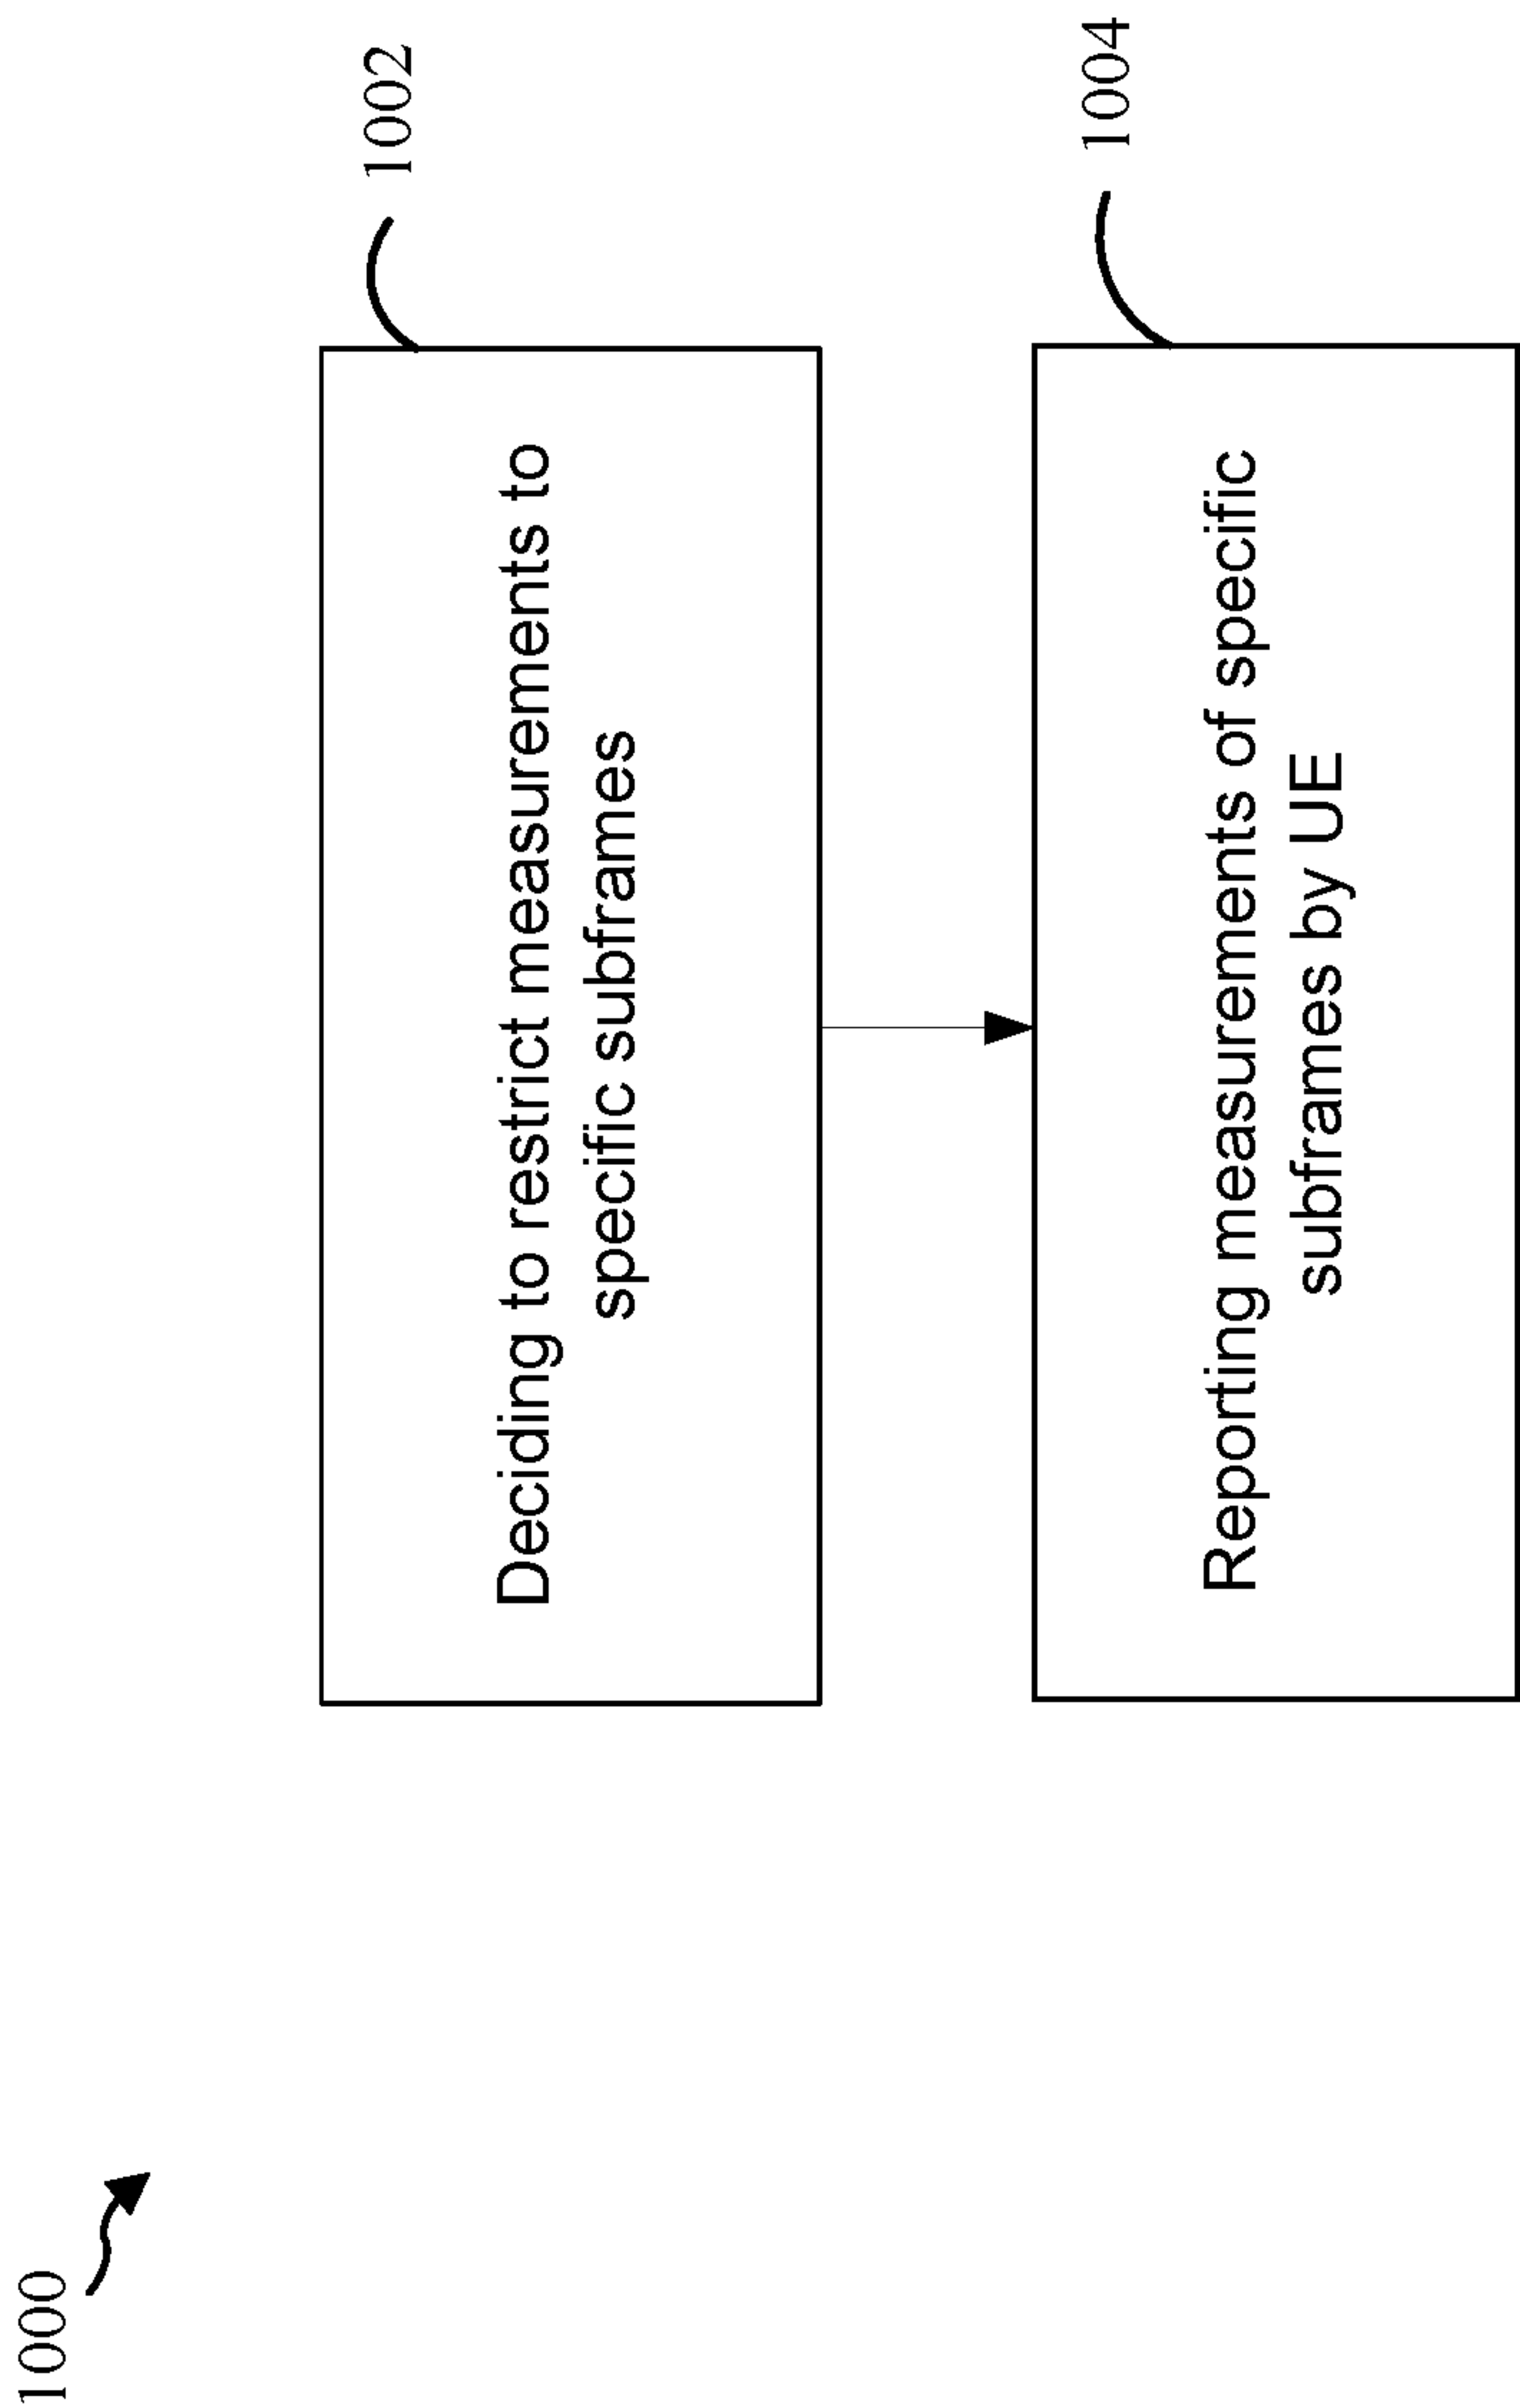 1000
1002
Deciding to restrict measurements to
specific subframes
1004
Reporting measurements of specific
subframes by UE